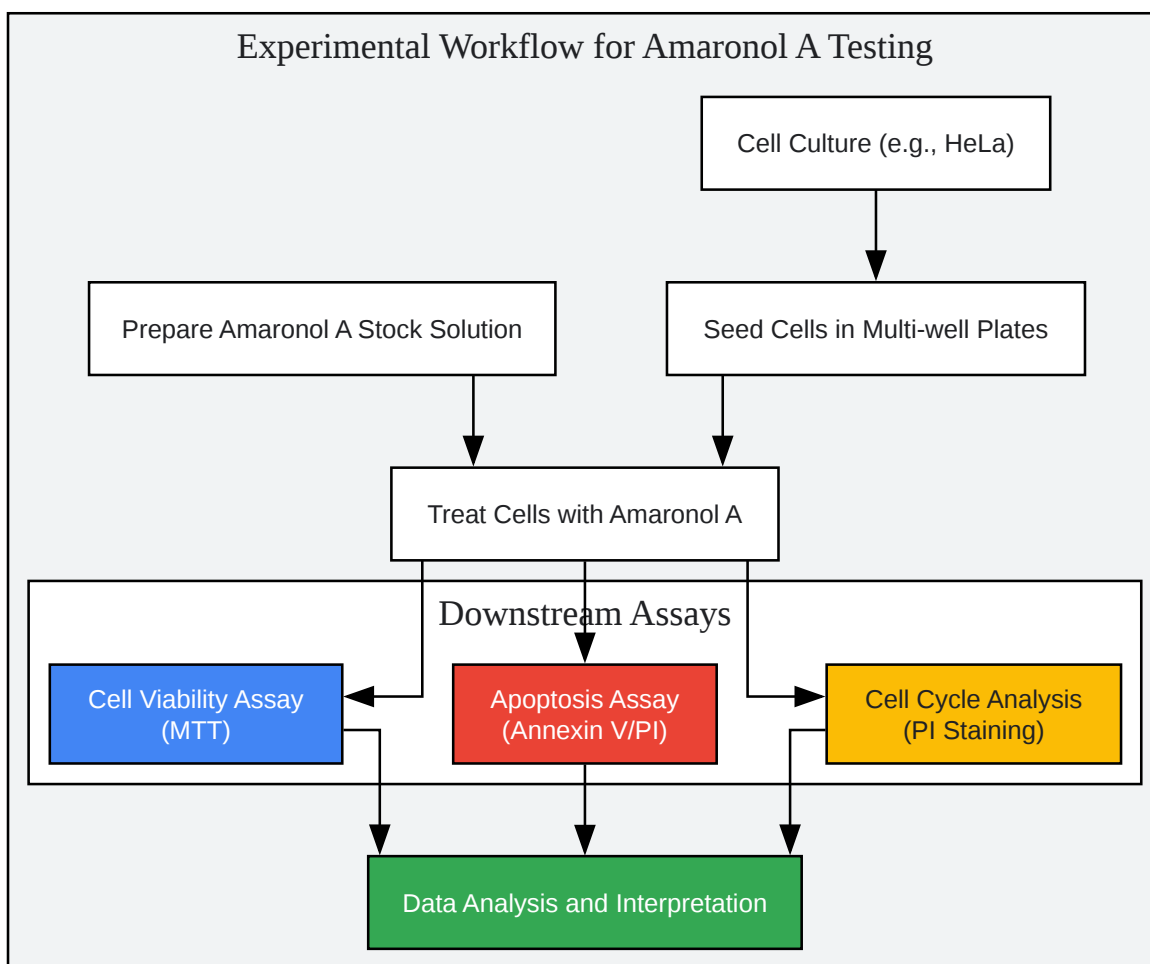 Experimental Workflow for Amaronol A Testing
Cell Culture (e.g., HeLa)
Prepare Amaronol A Stock Solution
Seed Cells in Multi-well Plates
Treat Cells with Amaronol A
Downstream Assays
Cell Viability Assay
(MTT)
Apoptosis Assay
(Annexin V/PI)
Cell Cycle Analysis
(PI Staining)
Data Analysis and Interpretation